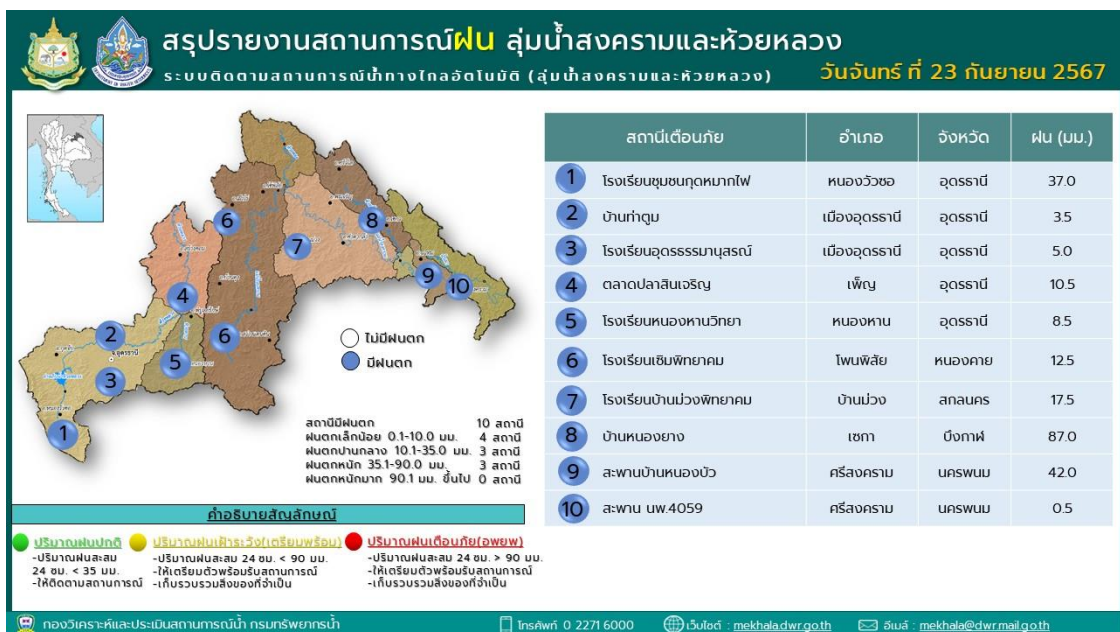 สรุปรายงานสถานการณ์ฝน ลุ่มน้ำสงครามและห้วยหลวง
ระบบติดตามสถานการณ์น้ำทางไกลอัตโนมัติ (ลุ่มน้ำสงครามและห้วยหลวง)
วันจันทร์ ที่ 23 กันยายน 2567
สถานีเตือนภัย อำเภอ จังหวัด ฝน (มม.)
1 โรงเรียนชุมชนกุดหมากไฟ หนองวัวซอ อุดรธานี 37.0
2 บ้านท่าตูม เมืองอุดรธานี อุดรธานี 3.5
3 โรงเรียนอุดรธรรมานุสรณ์ เมืองอุดรธานี อุดรธานี 5.0
4 ตลาดปลาสินเจริญ เพ็ญ อุดรธานี 10.5
5 โรงเรียนหนองหานวิทยา หนองหาน อุดรธานี 8.5
6 โรงเรียนเซิมพิทยาคม โพนพิสัย หนองคาย 12.5
7 โรงเรียนบ้านม่วงพิทยาคม บ้านม่วง สกลนคร 17.5
8 บ้านหนองยาง เซกา บึงกาฬ 87.0
9 สะพานบ้านหนองบัว ศรีสงคราม นครพนม 42.0
10 สะพาน นพ.4059 ศรีสงคราม นครพนม 0.5
6
8
7
9
10
4
2
6
5
3
1
จ.อุดรธานี
ไม่มีฝนตก
มีฝนตก
สถานีมีฝนตก 10 สถานี
ฝนตกเล็กน้อย 0.1-10.0 มม. 4 สถานี
ฝนตกปานกลาง 10.1-35.0 มม. 3 สถานี
ฝนตกหนัก 35.1-90.0 มม. 3 สถานี
ฝนตกหนักมาก 90.1 มม. ขึ้นไป 0 สถานี
คำอธิบายสัญลักษณ์
ปริมาณฝนปกติ
-ปริมาณฝนสะสม
24 ชม. < 35 มม.
-ให้ติดตามสถานการณ์
ปริมาณฝนเฝ้าระวัง(เตรียมพร้อม)
-ปริมาณฝนสะสม 24 ชม. < 90 มม.
-ให้เตรียมตัวพร้อมรับสถานการณ์
-เก็บรวบรวมสิ่งของที่จำเป็น
ปริมาณฝนเตือนภัย(อพยพ)
-ปริมาณฝนสะสม 24 ชม. > 90 มม.
-ให้เตรียมตัวพร้อมรับสถานการณ์
-เก็บรวบรวมสิ่งของที่จำเป็น
กองวิเคราะห์และประเมินสถานการณ์น้ำ กรมทรัพยากรน้ำ
โทรศัพท์ 0 2271 6000
เว็บไซต์ : mekhala.dwr.go.th
อีเมล์ : mekhala@dwr.mail.go.th